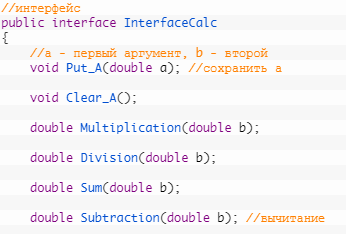 //интерфейс
public interface InterfaceCalc
{
//a - первый аргумент, b - второй
void Put_A(double a); //сохранить а
void Clear_A();
double Multiplication(double b);
double Division(double b);
double Sum(double b);
double Subtraction(double b); //вычитание